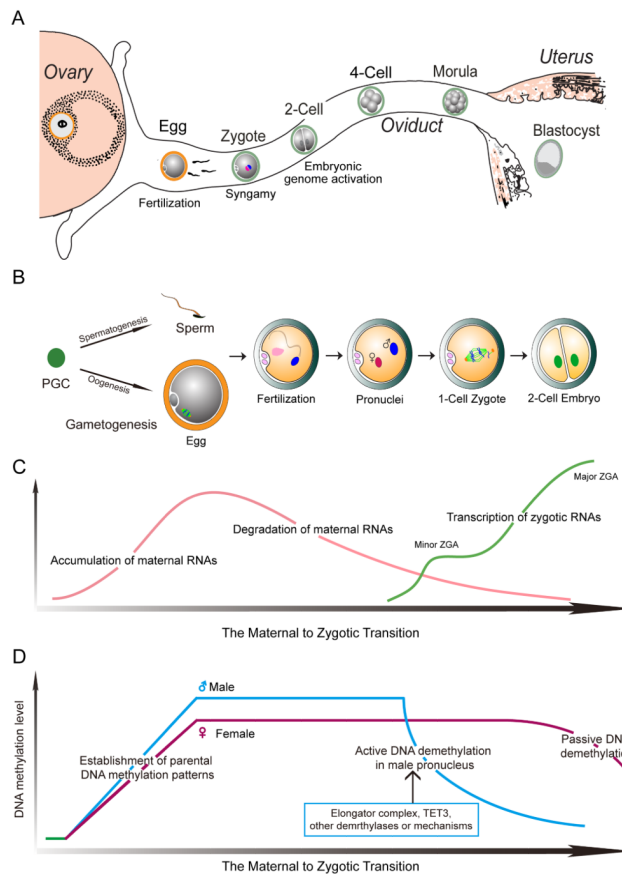 A
Ovary
Uterus
4-Cell
Morula
2-Cell
Egg
Zygote
Oviduct
Blastocyst
Embryonic
genome activation
Fertilization
Syngamy
B
Spermatogenesis
Sperm
PGC
Oogenesis
Gametogenesis
Egg
Fertilization
Pronuclei
1-Cell Zygote
2-Cell Embryo
♂
♀
C
Major ZGA
Degradation of maternal RNAs
Transcription of zygotic RNAs
Minor ZGA
Accumulation of maternal RNAs
The Maternal to Zygotic Transition
D
DNA methylation level
♂ Male
♀ Female
Establishment of parental
DNA methylation patterns
Active DNA demethylation
in male pronucleus
Passive DN
demethylatio
Elongator complex, TET3,
other demrthylases or mechanisms
The Maternal to Zygotic Transition